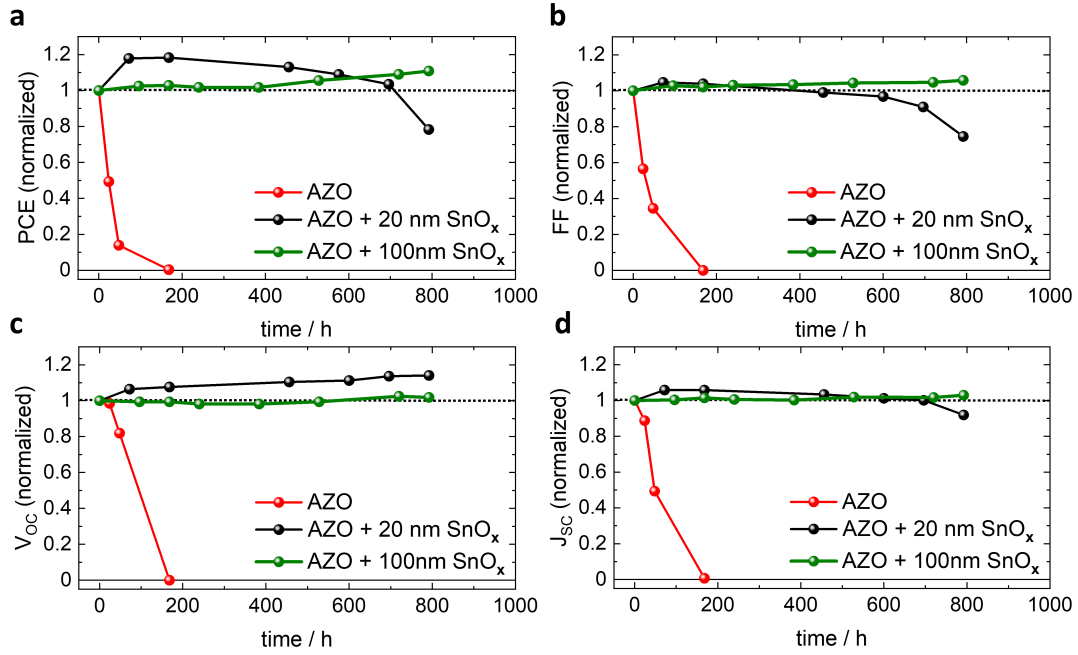 a
PCE (normalized)
1.2
1
0.8
0.6
0.4
0.2
0
AZO
AZO + 20 nm SnOx
AZO + 100nm SnOx
0 200 400 600 800 1000
time / h
b
FF (normalized)
1.2
1
0.8
0.6
0.4
0.2
0
AZO
AZO + 20 nm SnOx
AZO + 100nm SnOx
0 200 400 600 800 1000
time / h
c
VOC (normalized)
1.2
1
0.8
0.6
0.4
0.2
0
AZO
AZO + 20 nm SnOx
AZO + 100nm SnOx
0 200 400 600 800 1000
time / h
d
JSC (normalized)
1.2
1
0.8
0.6
0.4
0.2
0
AZO
AZO + 20 nm SnOx
AZO + 100nm SnOx
0 200 400 600 800 1000
time / h